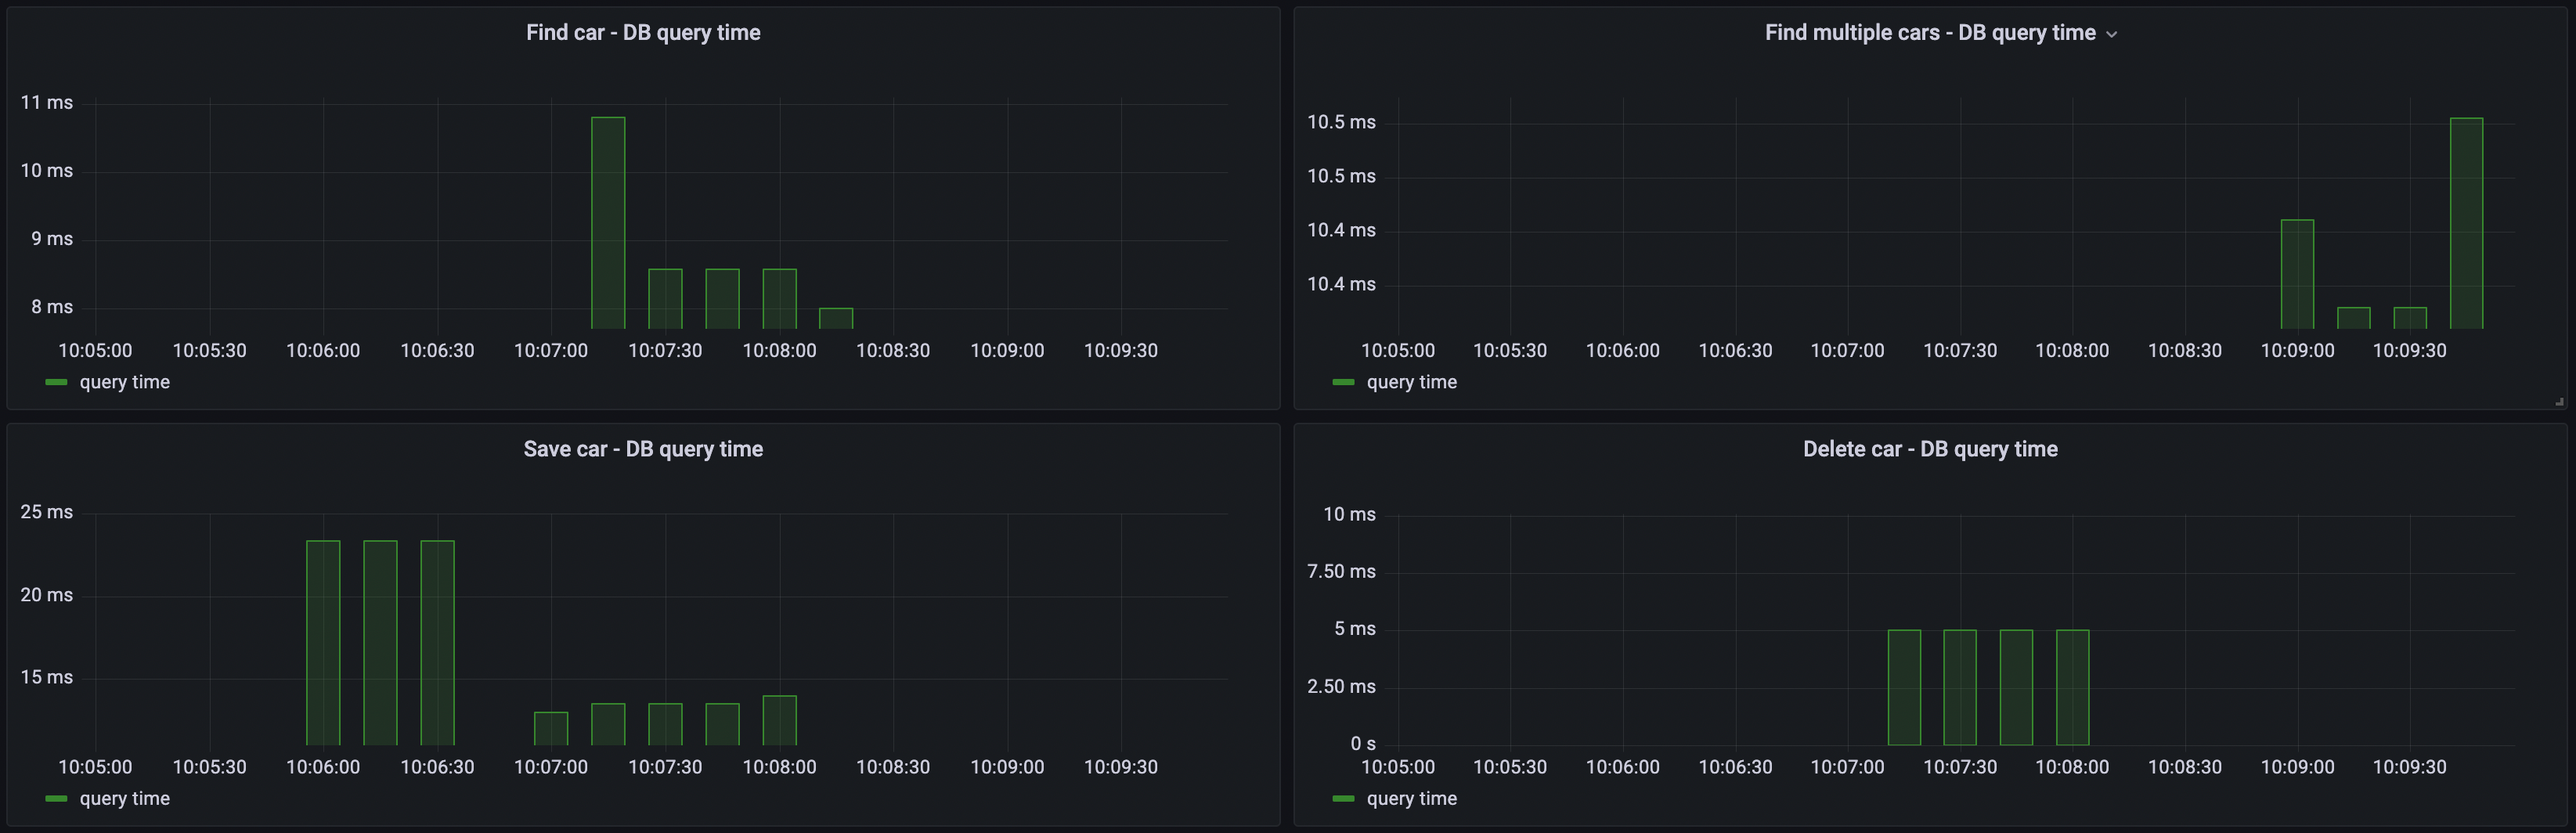 Find car - DB query time
11 ms
10 ms
9 ms
8 ms
10:05:00 10:05:30 10:06:00 10:06:30 10:07:00 10:07:30 10:08:00 10:08:30 10:09:00 10:09:30
query time
Find multiple cars - DB query time
10.5 ms
10.5 ms
10.4 ms
10.4 ms
10:05:00 10:05:30 10:06:00 10:06:30 10:07:00 10:07:30 10:08:00 10:08:30 10:09:00 10:09:30
query time
Save car - DB query time
25 ms
20 ms
15 ms
10:05:00 10:05:30 10:06:00 10:06:30 10:07:00 10:07:30 10:08:00 10:08:30 10:09:00 10:09:30
query time
Delete car - DB query time
10 ms
7.50 ms
5 ms
2.50 ms
0 s
10:05:00 10:05:30 10:06:00 10:06:30 10:07:00 10:07:30 10:08:00 10:08:30 10:09:00 10:09:30
query time